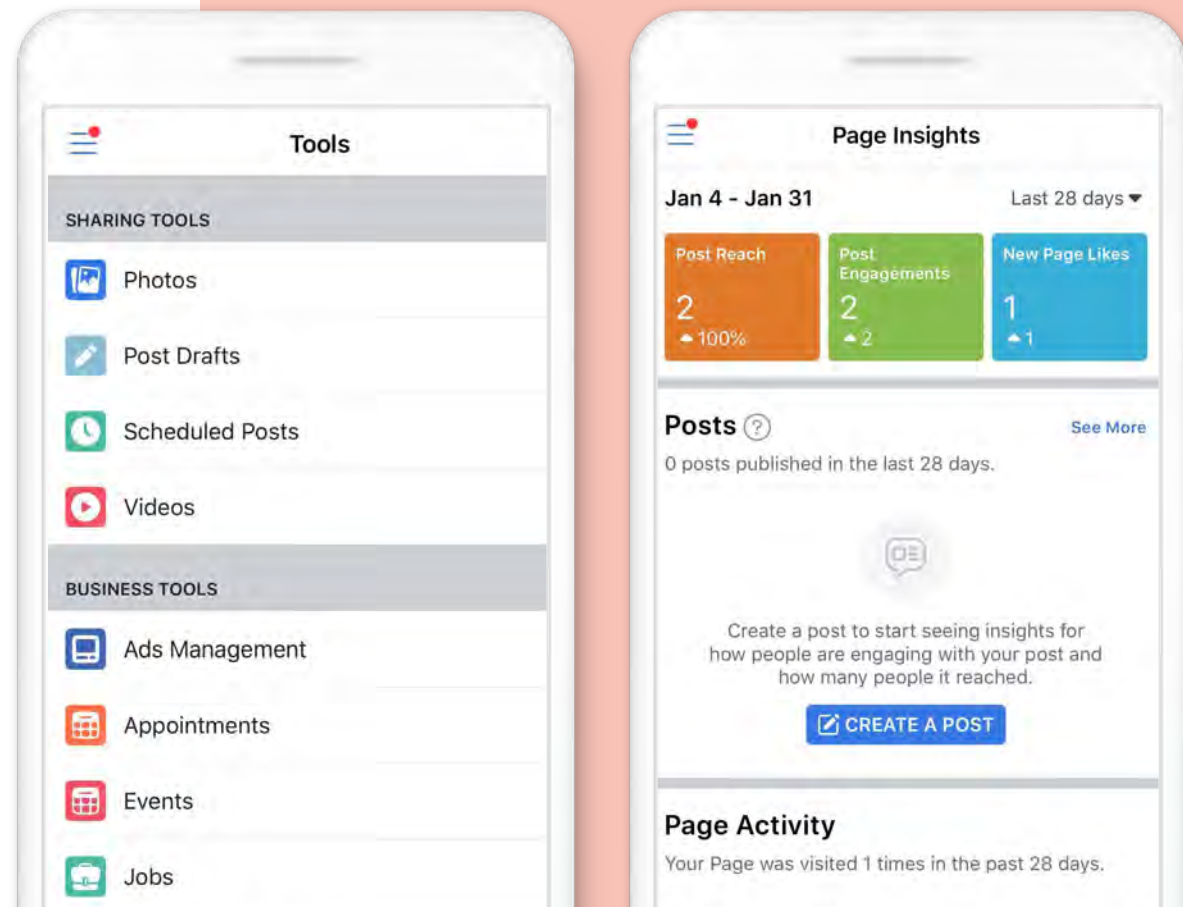 Tools
SHARING TOOLS
Photos
Post Drafts
Scheduled Posts
Videos
BUSINESS TOOLS
Ads Management
Appointments
Events
Jobs
Page Insights
Jan 4 - Jan 31
Last 28 days
Post Reach
2
100%
Post
Engagements
2
2
New Page Likes
1
1
Posts ?
See More
0 posts published in the last 28 days.
Create a post to start seeing insights for
how people are engaging with your post and
how many people it reached.
CREATE A POST
Page Activity
Your Page was visited 1 times in the past 28 days.